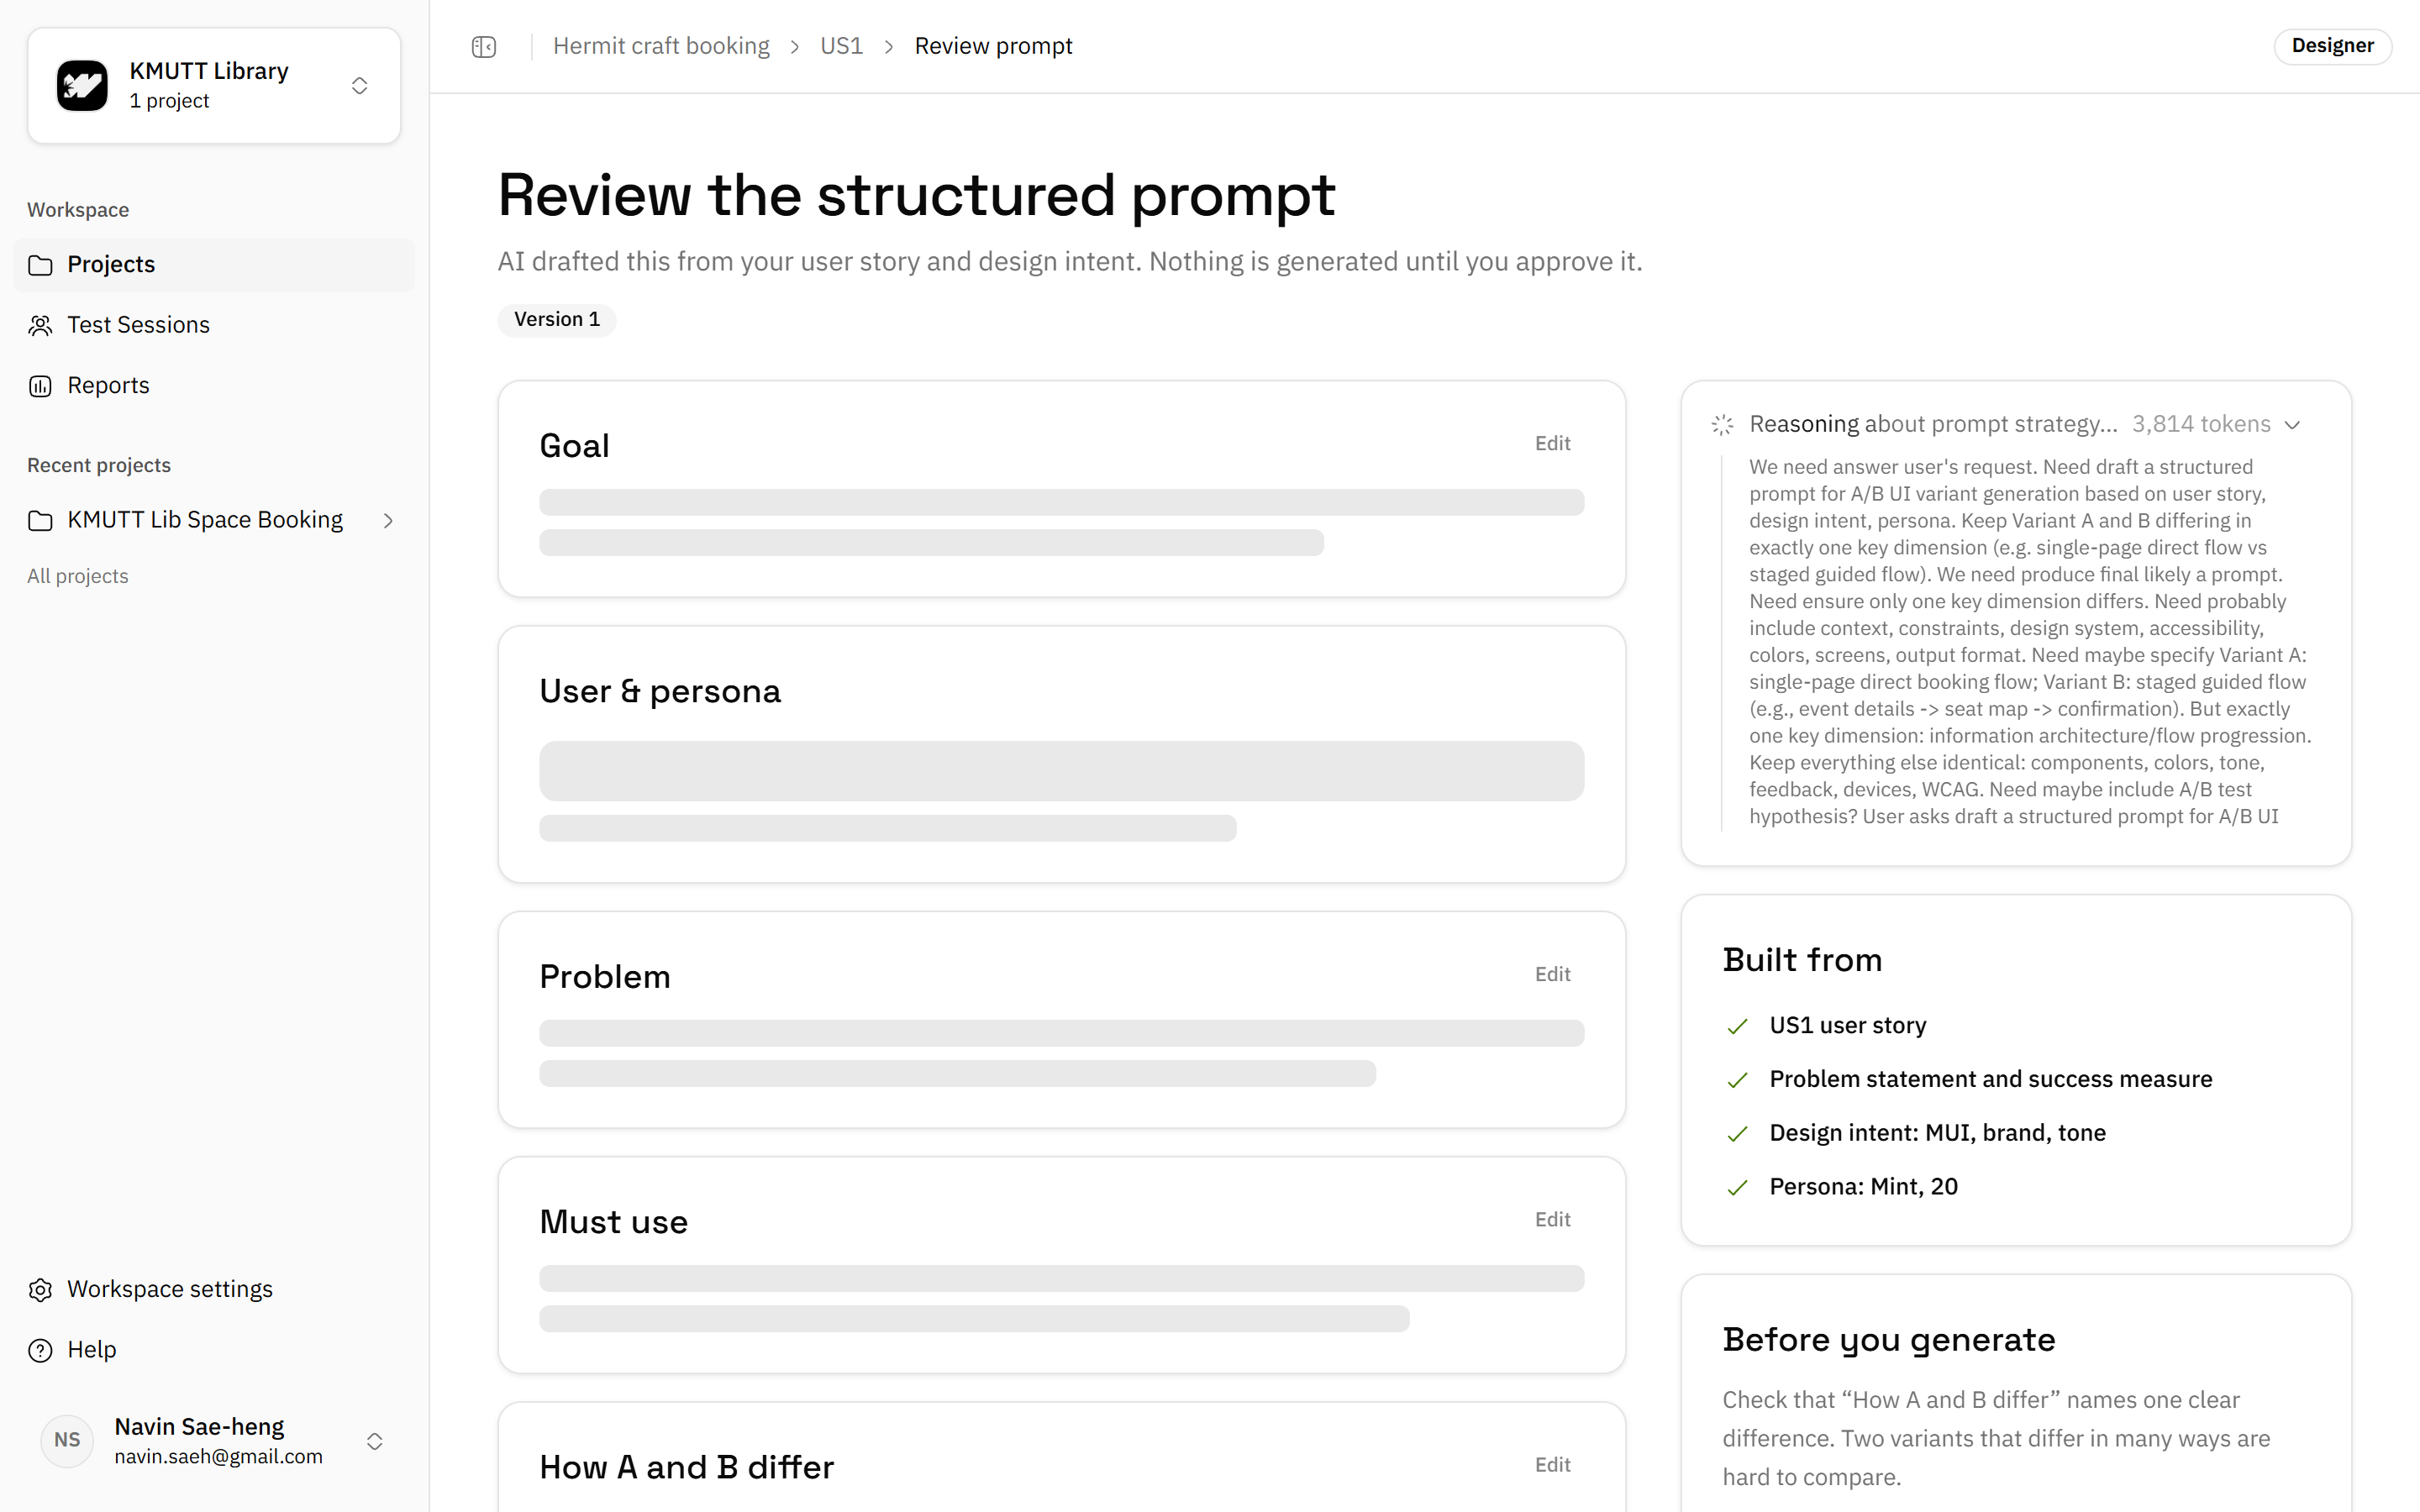 KMUTT Library
1 project
Workspace
Projects
Test Sessions
Reports
Recent projects
KMUTT Lib Space Booking
All projects
Workspace settings
Help
NS
Navin Sae-heng
navin.saeh@gmail.com
Hermit craft booking > US1 > Review prompt
Designer
Review the structured prompt
AI drafted this from your user story and design intent. Nothing is generated until you approve it.
Version 1
Goal
Edit
User & persona
Problem
Edit
Must use
Edit
How A and B differ
Edit
Reasoning about prompt strategy... 3,814 tokens
We need answer user's request. Need draft a structured
prompt for A/B UI variant generation based on user story,
design intent, persona. Keep Variant A and B differing in
exactly one key dimension (e.g. single-page direct flow vs
staged guided flow). We need produce final likely a prompt.
Need ensure only one key dimension differs. Need probably
include context, constraints, design system, accessibility,
colors, screens, output format. Need maybe specify Variant A:
single-page direct booking flow; Variant B: staged guided flow
(e.g., event details -> seat map -> confirmation). But exactly
one key dimension: information architecture/flow progression.
Keep everything else identical: components, colors, tone,
feedback, devices, WCAG. Need maybe include A/B test
hypothesis? User asks draft a structured prompt for A/B UI
Built from
US1 user story
Problem statement and success measure
Design intent: MUI, brand, tone
Persona: Mint, 20
Before you generate
Check that “How A and B differ” names one clear
difference. Two variants that differ in many ways are
hard to compare.